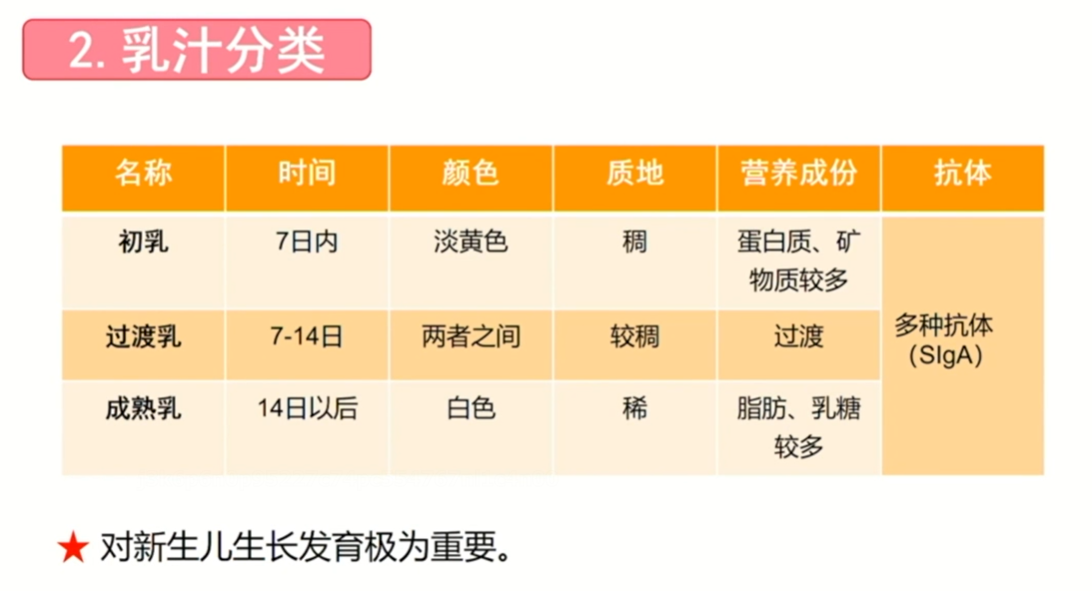 2. 乳汁分类
名称 时间 颜色 质地 营养成份 抗体
初乳 7日内 淡黄色 稠 蛋白质、矿
物质较多
过渡乳 7-14日 两者之间 较稠 过渡
多种抗体
（SIgA）
成熟乳 14日以后 白色 稀 脂肪、乳糖
较多
★ 对新生儿生长发育极为重要。